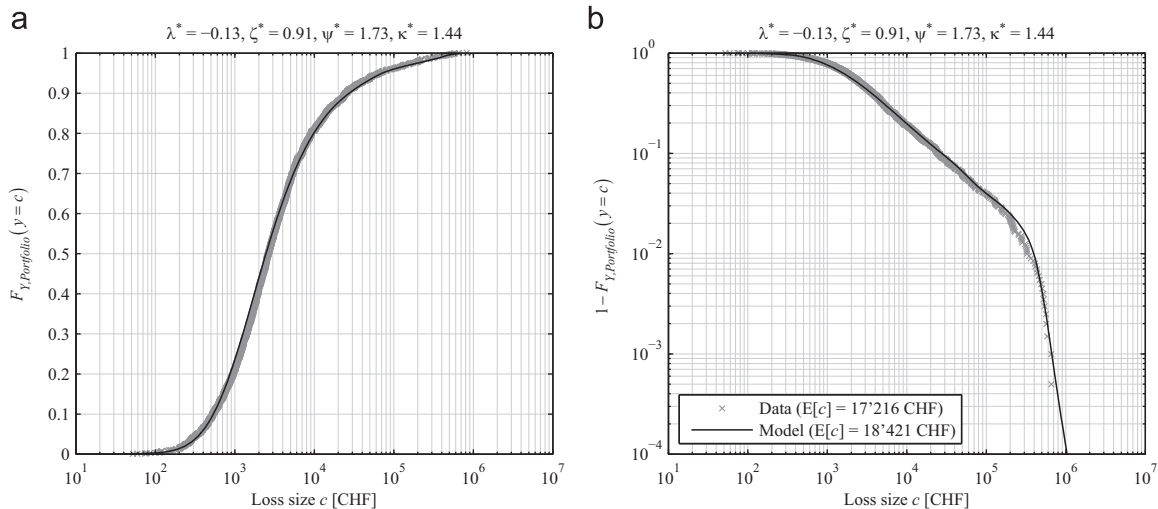 a
λ* = −0.13, ζ* = 0.91, ψ* = 1.73, κ* = 1.44
1
0.9
0.8
0.7
0.6
0.5
0.4
0.3
0.2
0.1
0
F_Y,Portfolio(y = c)
10^1 10^2 10^3 10^4 10^5 10^6 10^7
Loss size c [CHF]
b
λ* = −0.13, ζ* = 0.91, ψ* = 1.73, κ* = 1.44
10^0
10^−1
10^−2
10^−3
10^−4
1 − F_Y,Portfolio(y = c)
Data (E[c] = 17'216 CHF)
Model (E[c] = 18'421 CHF)
10^1 10^2 10^3 10^4 10^5 10^6 10^7
Loss size c [CHF]